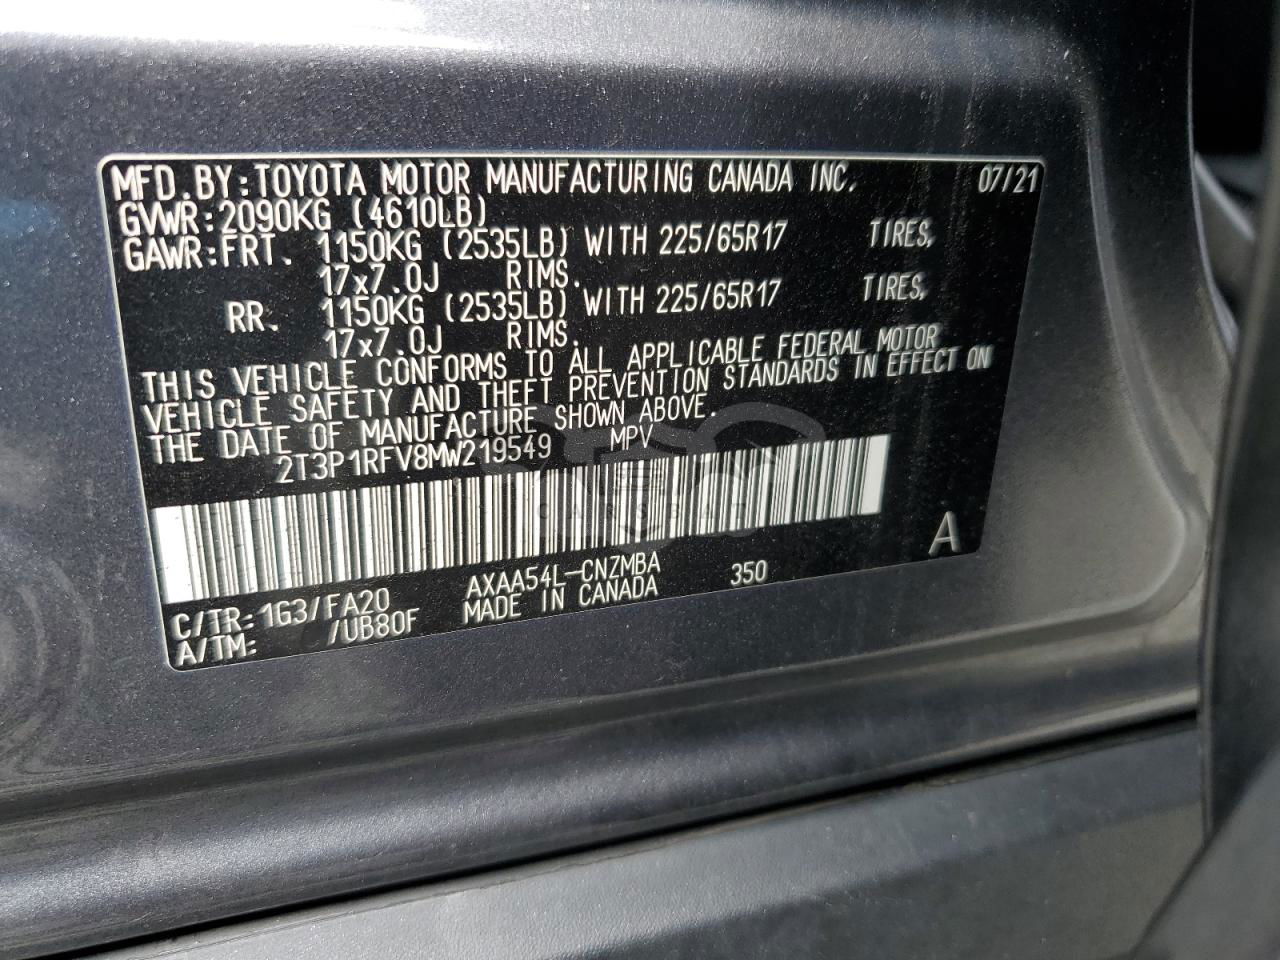 MFD.BY:TOYOTA MOTOR MANUFACTURING CANADA INC. 07/21
GVWR:2090KG (4610LB)
GAWR:FRT. 1150KG (2535LB) WITH 225/65R17 TIRES,
17x7.0J RIMS.
RR. 1150KG (2535LB) WITH 225/65R17 TIRES,
17x7.0J RIMS.
THIS VEHICLE CONFORMS TO ALL APPLICABLE FEDERAL MOTOR
VEHICLE SAFETY AND THEFT PREVENTION STANDARDS IN EFFECT ON
THE DATE OF MANUFACTURE SHOWN ABOVE.
2T3P1RFV8MW219549 MPV
CARSBAT
A
C/TR:1G3/FA20 AXAA54L-CNZMBA 350
A/TM: /UB80F MADE IN CANADA